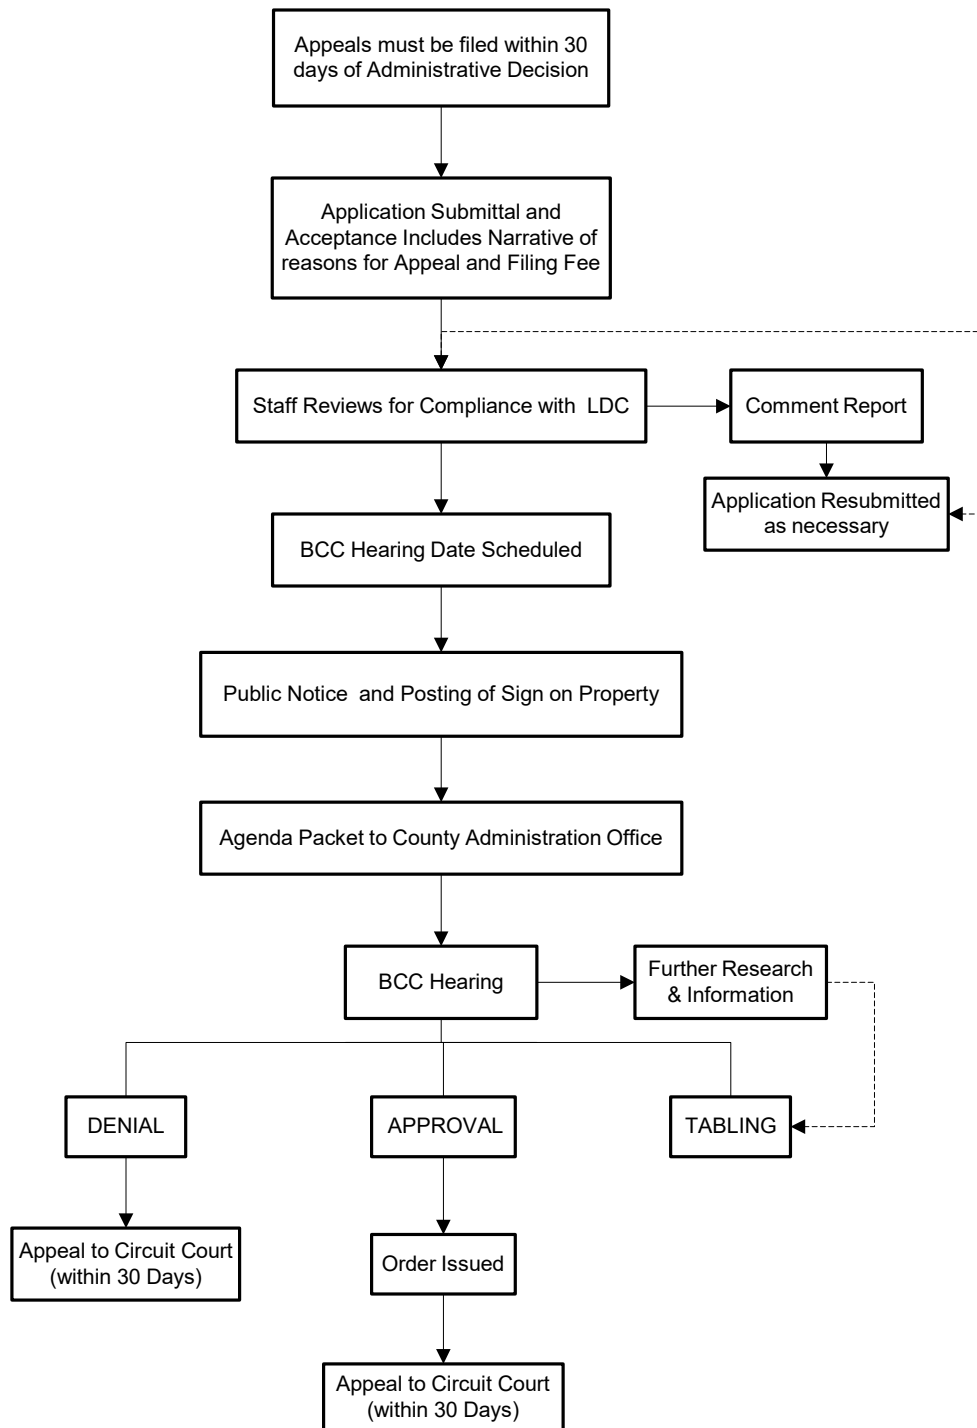 Appeals must be filed within 30
days of Administrative Decision
Application Submittal and
Acceptance Includes Narrative of
reasons for Appeal and Filing Fee
Staff Reviews for Compliance with LDC
Comment Report
Application Resubmitted
as necessary
BCC Hearing Date Scheduled
Public Notice and Posting of Sign on Property
Agenda Packet to County Administration Office
BCC Hearing
Further Research
& Information
DENIAL
APPROVAL
TABLING
Appeal to Circuit Court
(within 30 Days)
Order Issued
Appeal to Circuit Court
(within 30 Days)